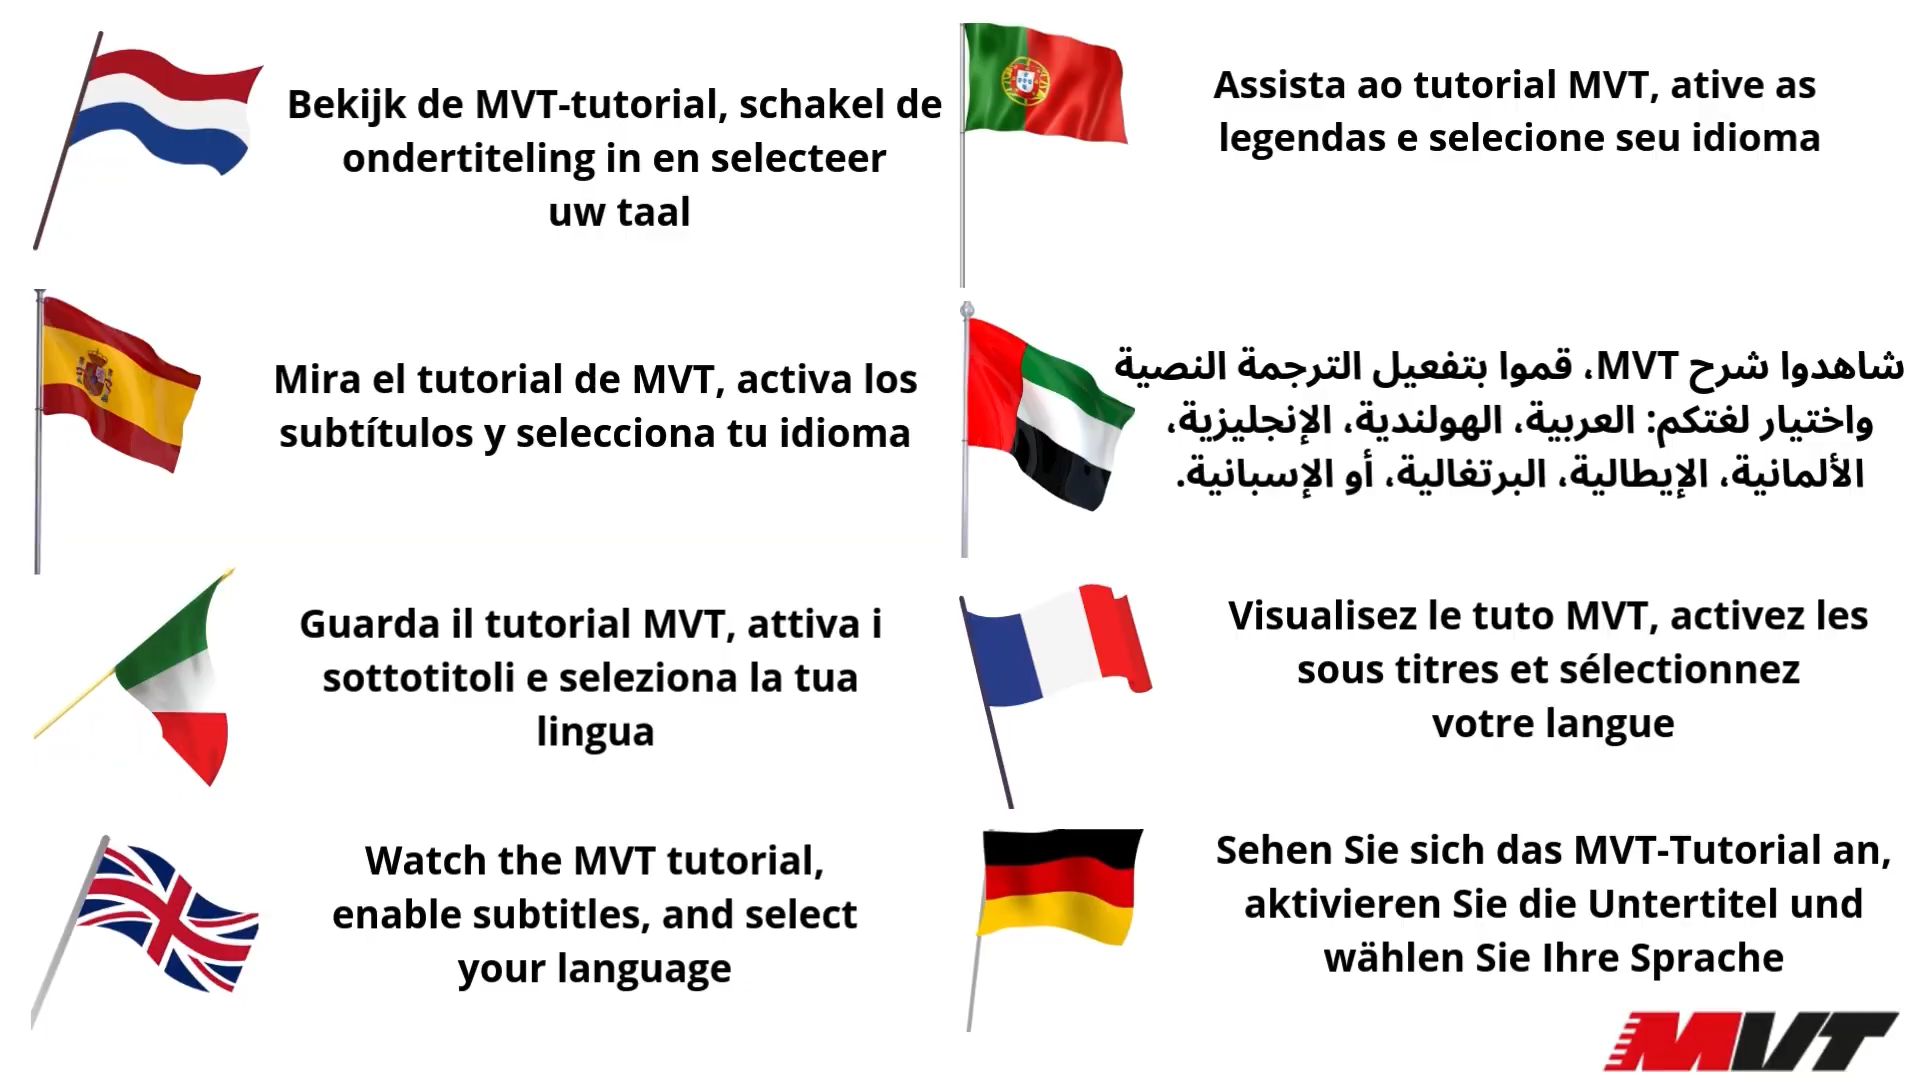 Bekijk de MVT-tutorial, schakel de
ondertiteling in en selecteer
uw taal
Assista ao tutorial MVT, ative as
legendas e selecione seu idioma
Mira el tutorial de MVT, activa los
subtítulos y selecciona tu idioma
شاهدوا شرح MVT، قموا بتفعيل الترجمة النصية
واختيار لغتكم: العربية، الهولندية، الإنجليزية،
الألمانية، الإيطالية، البرتغالية، أو الإسبانية.
Guarda il tutorial MVT, attiva i
sottotitoli e seleziona la tua
lingua
Visualisez le tuto MVT, activez les
sous titres et sélectionnez
votre langue
Watch the MVT tutorial,
enable subtitles, and select
your language
Sehen Sie sich das MVT-Tutorial an,
aktivieren Sie die Untertitel und
wählen Sie Ihre Sprache
MVT